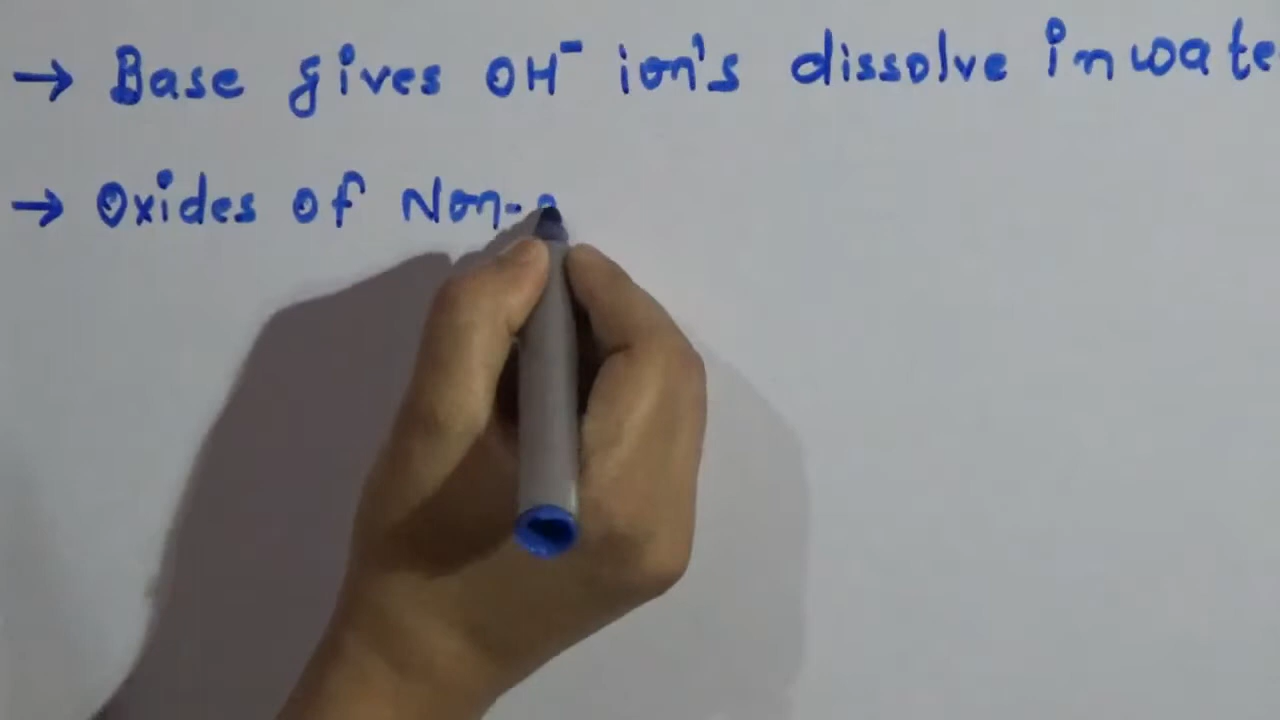 → Base gives OH⁻ ion's dissolve in wate
→ Oxides of Non-